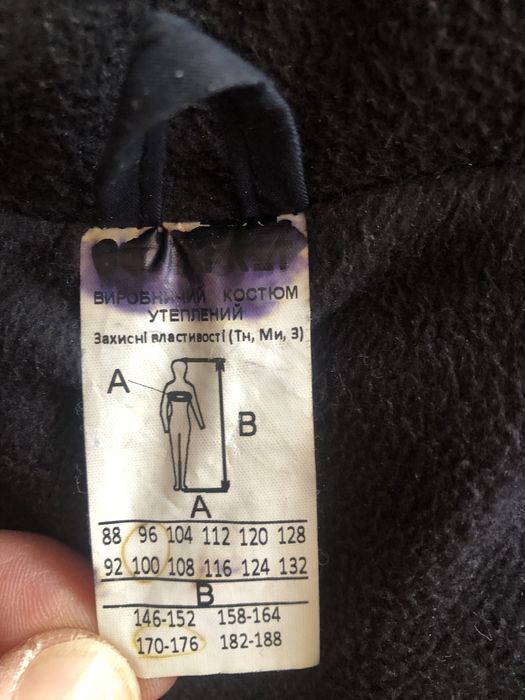 ВИРОБНИЧИЙ КОСТЮМ
УТЕПЛЕНИЙ
Захисні властивості (Тн, Ми, З)
A
B
A
88 96 104 112 120 128
92 100 108 116 124 132
B
146-152 158-164
170-176 182-188